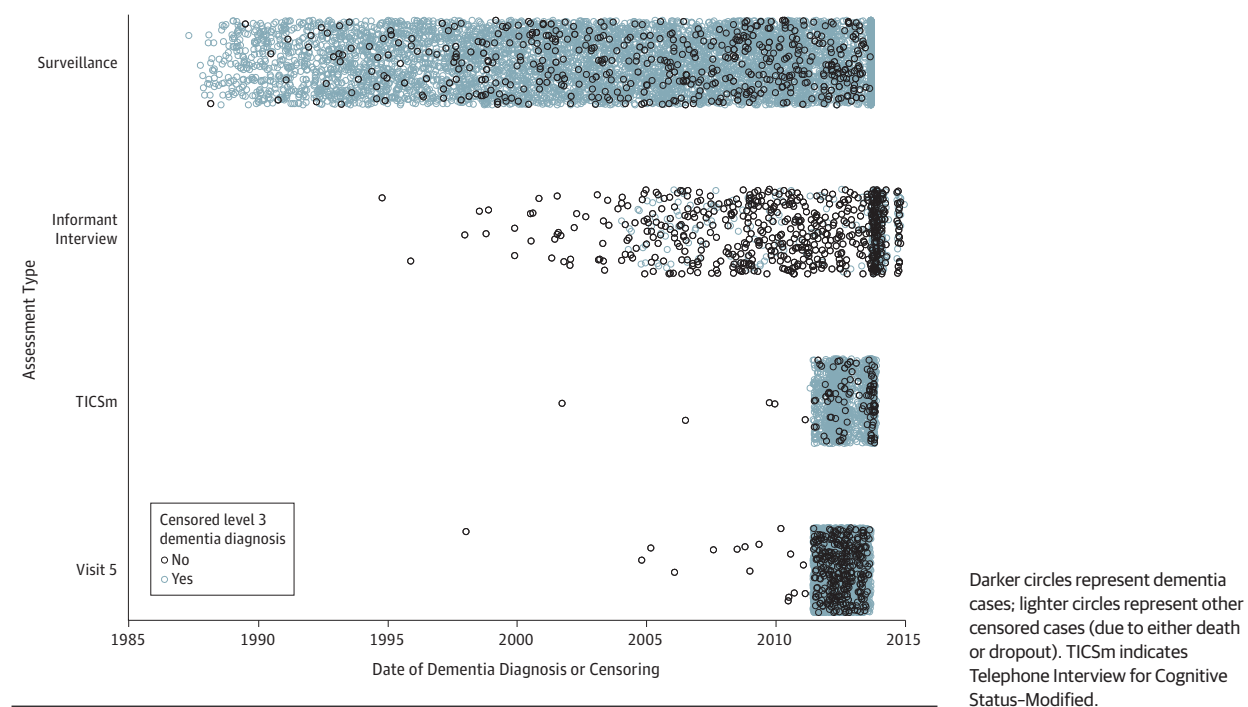 Surveillance
Informant
Interview
TICSm
Visit 5
Assessment Type
Censored level 3
dementia diagnosis
No
Yes
1985 1990 1995 2000 2005 2010 2015
Date of Dementia Diagnosis or Censoring
Darker circles represent dementia
cases; lighter circles represent other
censored cases (due to either death
or dropout). TICSm indicates
Telephone Interview for Cognitive
Status–Modified.